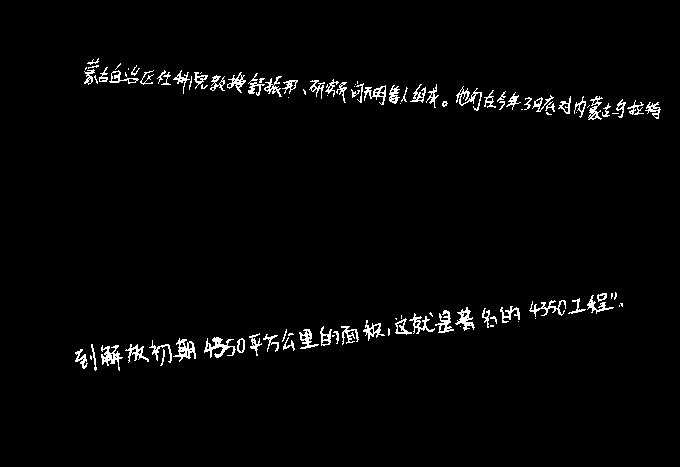 蒙古自治区社科院教授舒振邦、研究员何天明等人组成。他们在今年3月底对内蒙古乌拉特
到解放初期4350平方公里的面积,这就是著名的4350工程"。